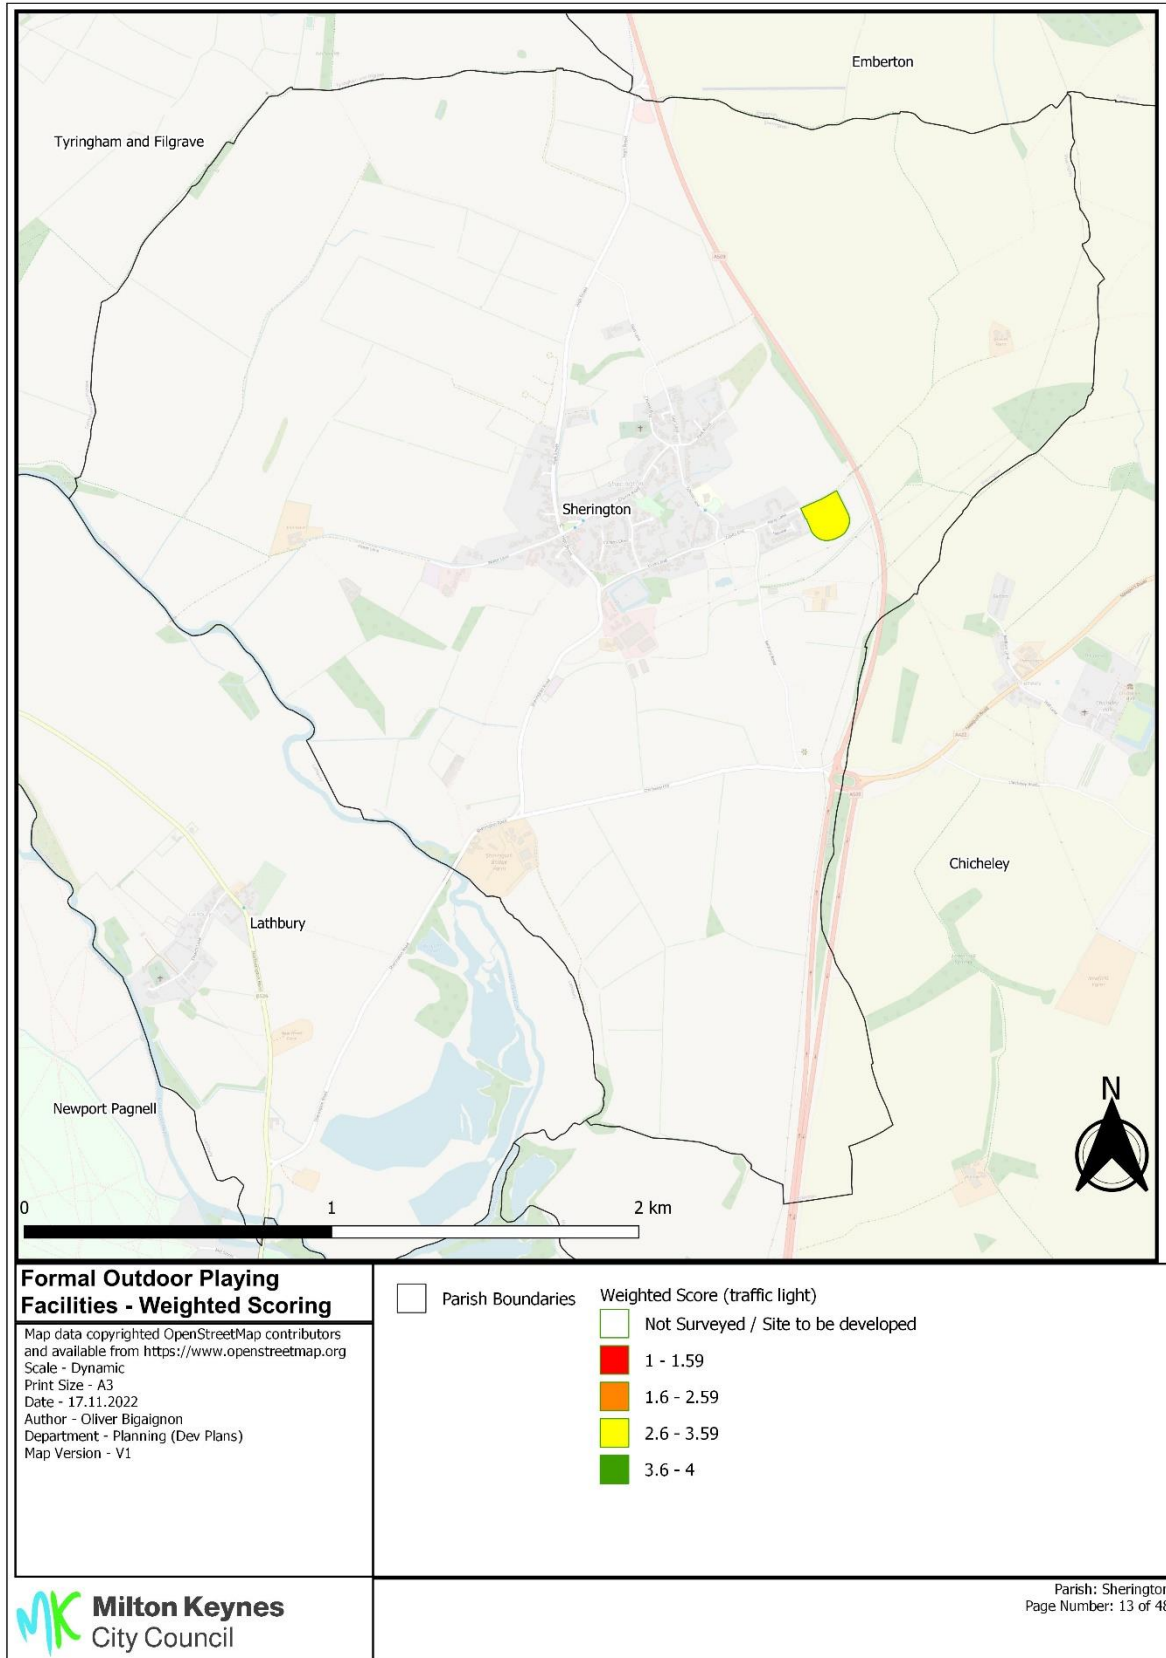 Emberton
Tyringham and Filgrave
Sherington
Chicheley
Lathbury
Newport Pagnell
N
0 1 2 km
Formal Outdoor Playing
Facilities - Weighted Scoring
Map data copyrighted OpenStreetMap contributors
and available from https://www.openstreetmap.org
Scale - Dynamic
Print Size - A3
Date - 17.11.2022
Author - Oliver Bigaignon
Department - Planning (Dev Plans)
Map Version - V1
Parish Boundaries
Weighted Score (traffic light)
Not Surveyed / Site to be developed
1 - 1.59
1.6 - 2.59
2.6 - 3.59
3.6 - 4
MK Milton Keynes
City Council
Parish: Sherington
Page Number: 13 of 48